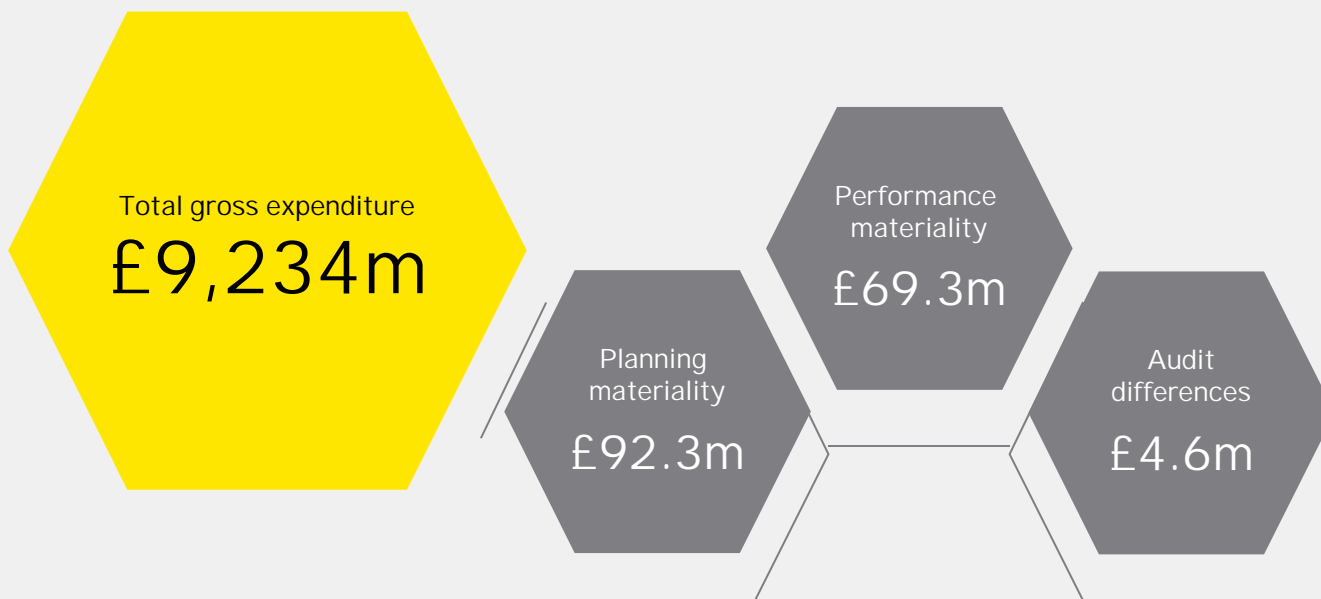 Total gross expenditure
£9,234m
Planning
materiality
£92.3m
Performance
materiality
£69.3m
Audit
differences
£4.6m